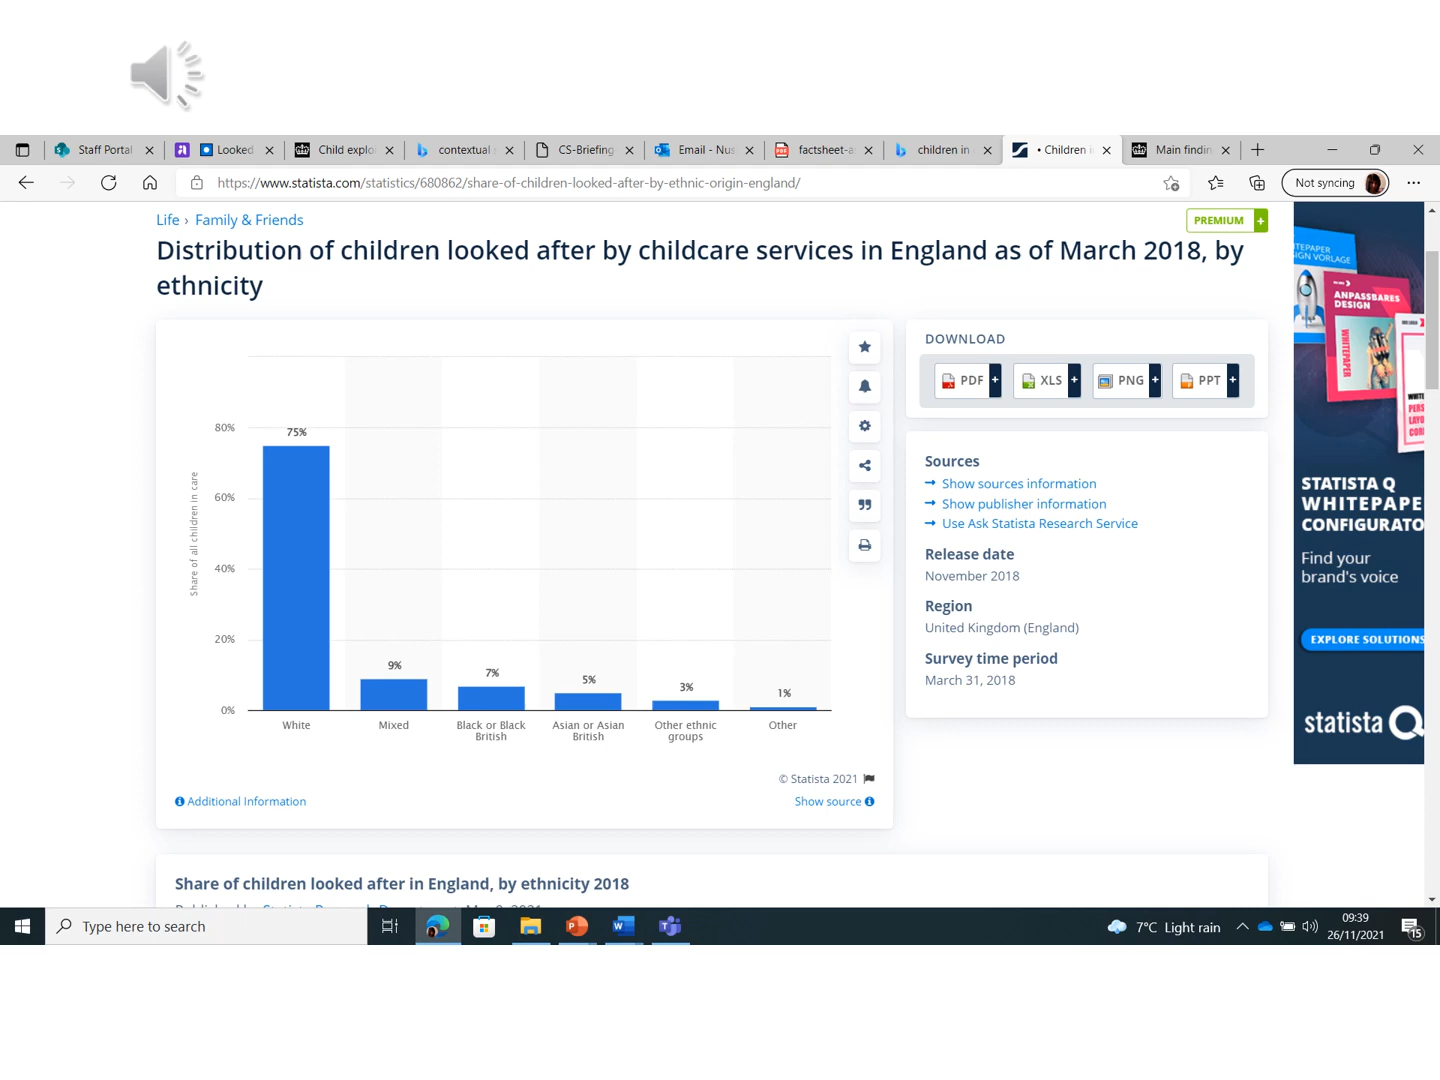 Staff Portal
Looked
Child explo
contextual
CS-Briefing
Email - Nus
factsheet-a
children in
• Children i
Main findin
https://www.statista.com/statistics/680862/share-of-children-looked-after-by-ethnic-origin-england/
Not syncing
Life › Family & Friends
PREMIUM +
Distribution of children looked after by childcare services in England as of March 2018, by
ethnicity
Share of all children in care
80%
60%
40%
20%
0%
75%
9%
7%
5%
3%
1%
White
Mixed
Black or Black
British
Asian or Asian
British
Other ethnic
groups
Other
© Statista 2021
Additional Information
Show source
DOWNLOAD
PDF +
XLS +
PNG +
PPT +
Sources
Show sources information
Show publisher information
Use Ask Statista Research Service
Release date
November 2018
Region
United Kingdom (England)
Survey time period
March 31, 2018
ANPASSBARES
DESIGN
WHITEPAPER
STATISTA Q
WHITEPAPE
CONFIGURATO
Find your
brand's voice
EXPLORE SOLUTIONS
statista
Share of children looked after in England, by ethnicity 2018
Type here to search
7°C Light rain
09:39
26/11/2021
15